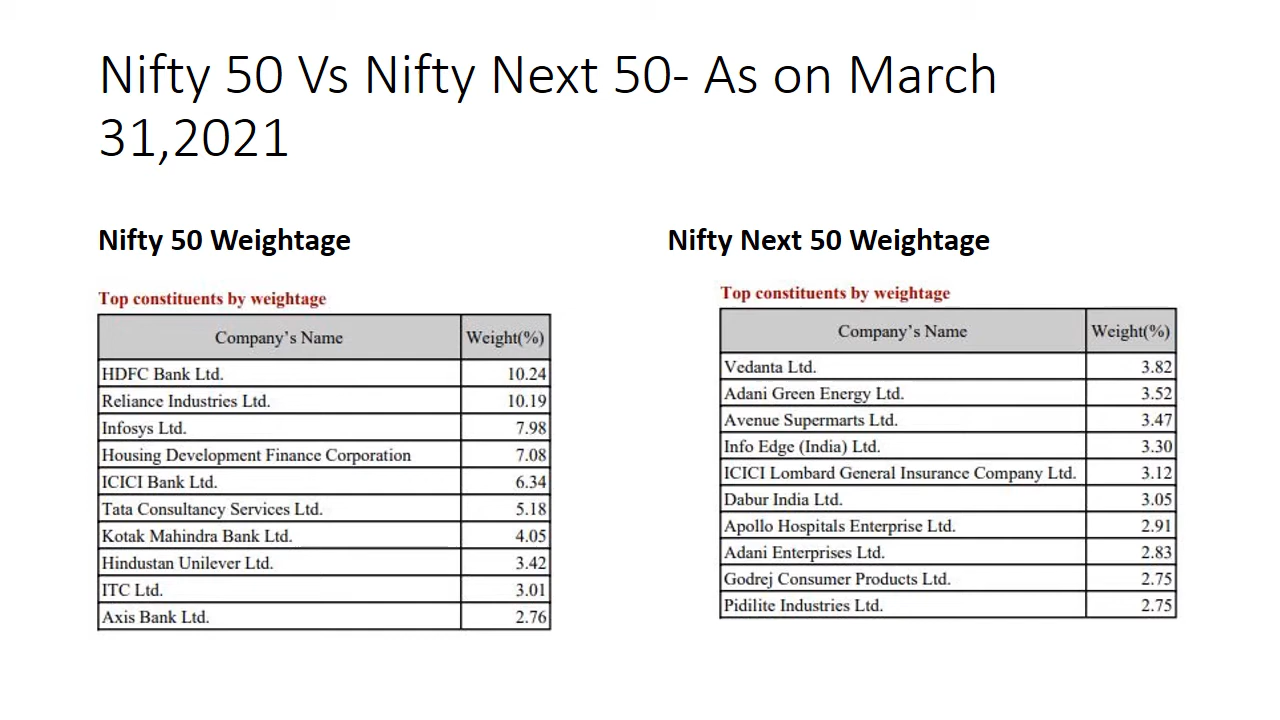 Nifty 50 Vs Nifty Next 50- As on March
31,2021
Nifty 50 Weightage
Top constituents by weightage
Company's Name Weight(%)
HDFC Bank Ltd. 10.24
Reliance Industries Ltd. 10.19
Infosys Ltd. 7.98
Housing Development Finance Corporation 7.08
ICICI Bank Ltd. 6.34
Tata Consultancy Services Ltd. 5.18
Kotak Mahindra Bank Ltd. 4.05
Hindustan Unilever Ltd. 3.42
ITC Ltd. 3.01
Axis Bank Ltd. 2.76
Nifty Next 50 Weightage
Top constituents by weightage
Company's Name Weight(%)
Vedanta Ltd. 3.82
Adani Green Energy Ltd. 3.52
Avenue Supermarts Ltd. 3.47
Info Edge (India) Ltd. 3.30
ICICI Lombard General Insurance Company Ltd. 3.12
Dabur India Ltd. 3.05
Apollo Hospitals Enterprise Ltd. 2.91
Adani Enterprises Ltd. 2.83
Godrej Consumer Products Ltd. 2.75
Pidilite Industries Ltd. 2.75